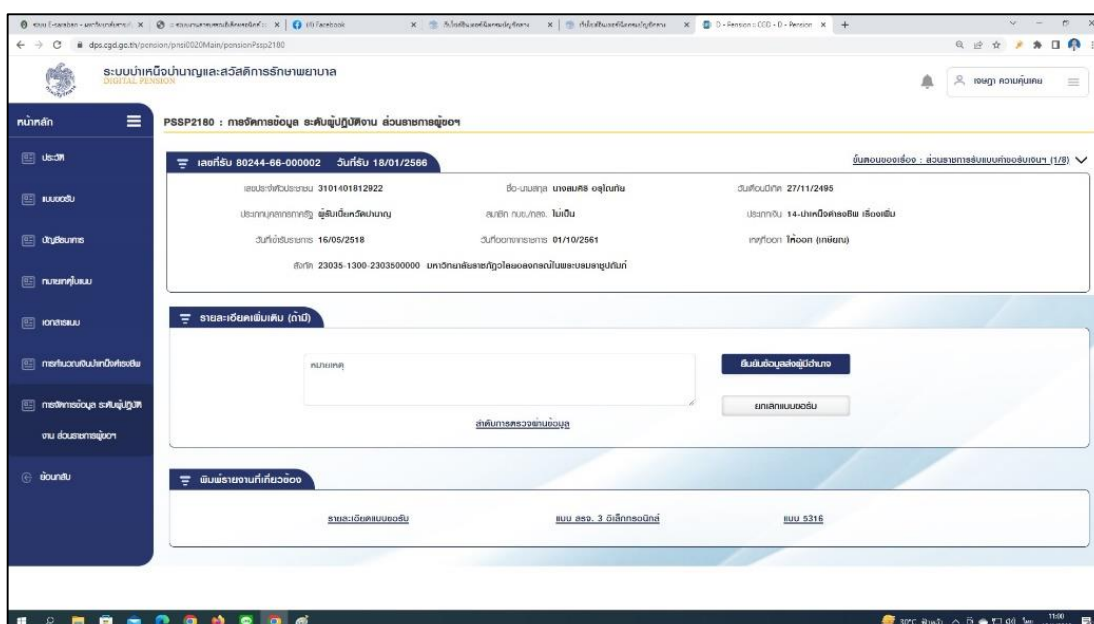 dps.cgd.go.th/pension/pnsi0020Main/pensionPssp2180
ระบบบำเหน็จบำนาญและสวัสดิการรักษาพยาบาล
DIGITAL PENSION
เจษฎา ความคุ้นเคย
หน้าหลัก
PSSP2180 : การจัดการข้อมูล ระดับผู้ปฏิบัติงาน ส่วนราชการผู้ขอฯ
ประวัติ
เลขที่รับ 80244-66-000002 วันที่รับ 18/01/2566
ขั้นตอนของเรื่อง : ส่วนราชการรับแบบคำขอรับเงินฯ (1/8)
เลขประจำตัวประชาชน 3101401812922 ชื่อ-นามสกุล วันเดือนปีเกิด 27/11/2495
แบบขอรับ
ประเภทบุคลากรภาครัฐ ผู้รับเบี้ยหวัดบำนาญ สมาชิก กบข./กสจ. ไม่เป็น ประเภทเงิน 14-บำเหน็จดำรงชีพ เรื่องเพิ่ม
บัญชีธนาคาร
วันที่เข้ารับราชการ 16/05/2518 วันที่ออกจากราชการ 01/10/2561 เหตุที่ออก ให้ออก (เกษียณ)
สังกัด 23035-1300-2303500000 มหาวิทยาลัยราชภัฏวไลยอลงกรณ์ในพระบรมราชูปถัมภ์
หมายเหตุในแบบ
รายละเอียดเพิ่มเติม (ถ้ามี)
เอกสารแนบ
การคำนวณเงินบำเหน็จดำรงชีพ
หมายเหตุ
ยืนยันข้อมูลส่งผู้มีอำนาจ
การจัดการข้อมูล ระดับผู้ปฏิบัติ
งาน ส่วนราชการผู้ขอฯ
ยกเลิกแบบขอรับ
ลำดับการตรวจผ่านข้อมูล
ย้อนกลับ
พิมพ์รายงานที่เกี่ยวข้อง
รายละเอียดแบบขอรับ แบบ สรจ. 3 อิเล็กทรอนิกส์ แบบ 5316
30°C
11:00